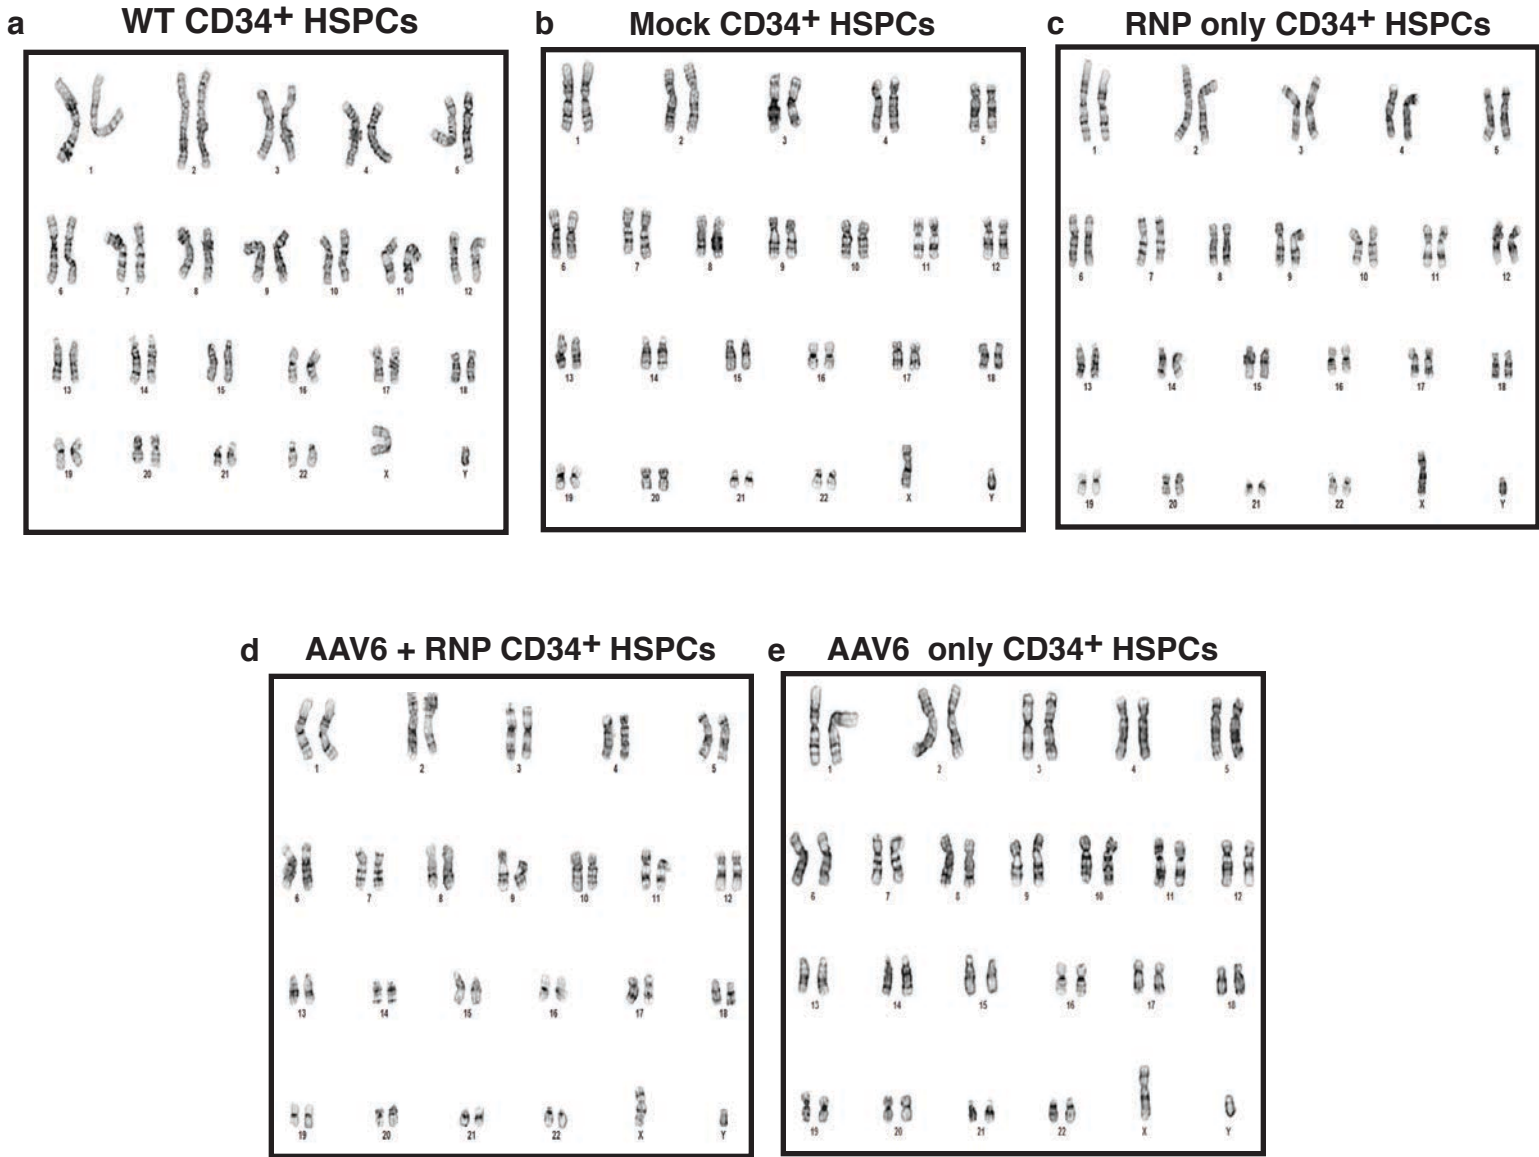 a WT CD34+ HSPCs
b Mock CD34+ HSPCs
c RNP only CD34+ HSPCs
1 2 3 4 5
6 7 8 9 10 11 12
13 14 15 16 17 18
19 20 21 22 X Y
1 2 3 4 5
6 7 8 9 10 11 12
13 14 15 16 17 18
19 20 21 22 X Y
1 2 3 4 5
6 7 8 9 10 11 12
13 14 15 16 17 18
19 20 21 22 X Y
d AAV6 + RNP CD34+ HSPCs
e AAV6 only CD34+ HSPCs
1 2 3 4 5
6 7 8 9 10 11 12
13 14 15 16 17 18
19 20 21 22 X Y
1 2 3 4 5
6 7 8 9 10 11 12
13 14 15 16 17 18
19 20 21 22 X Y